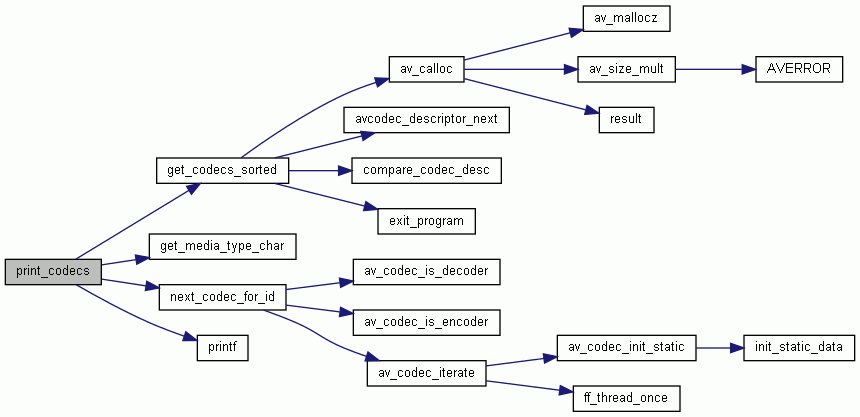 av_mallocz
av_calloc
av_size_mult
AVERROR
avcodec_descriptor_next
result
get_codecs_sorted
compare_codec_desc
exit_program
get_media_type_char
print_codecs
av_codec_is_decoder
next_codec_for_id
av_codec_is_encoder
printf
av_codec_init_static
init_static_data
av_codec_iterate
ff_thread_once